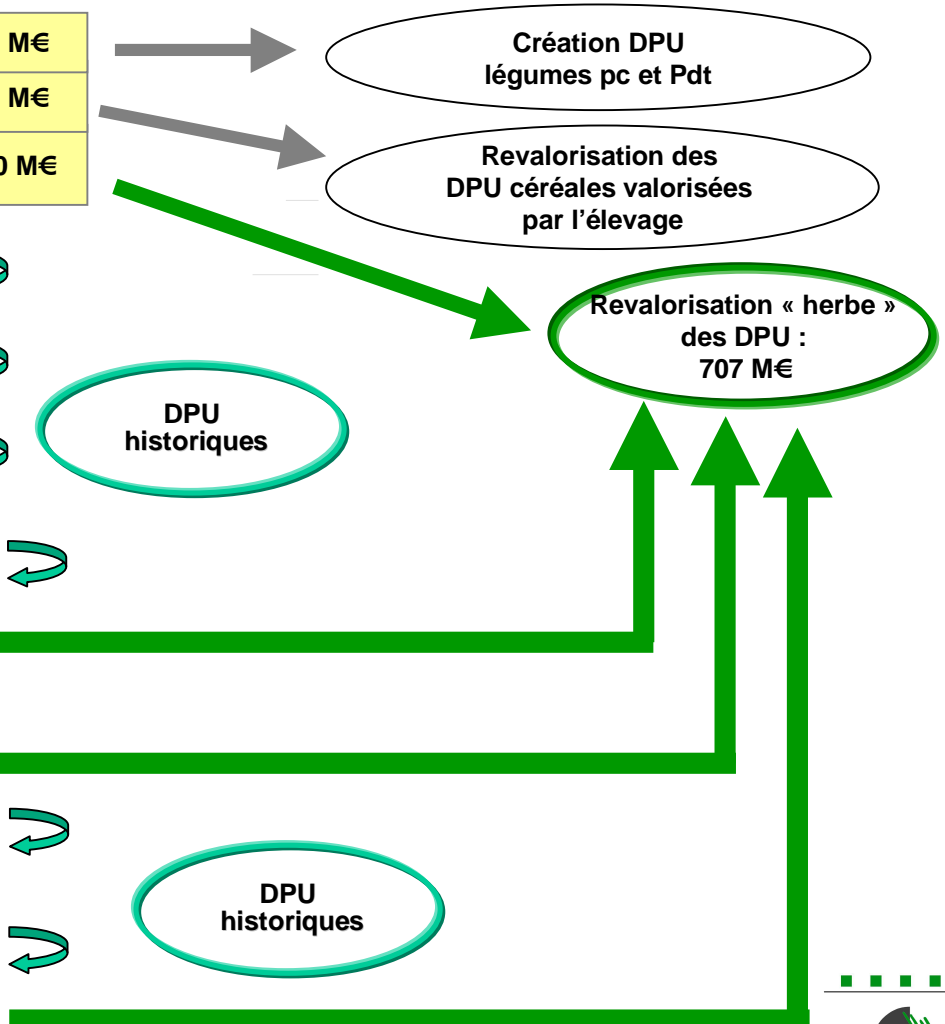 M€
Création DPU
légumes pc et Pdt
M€
Revalorisation des
DPU céréales valorisées
par l’élevage
0 M€
Revalorisation « herbe »
des DPU :
707 M€
DPU
historiques
DPU
historiques